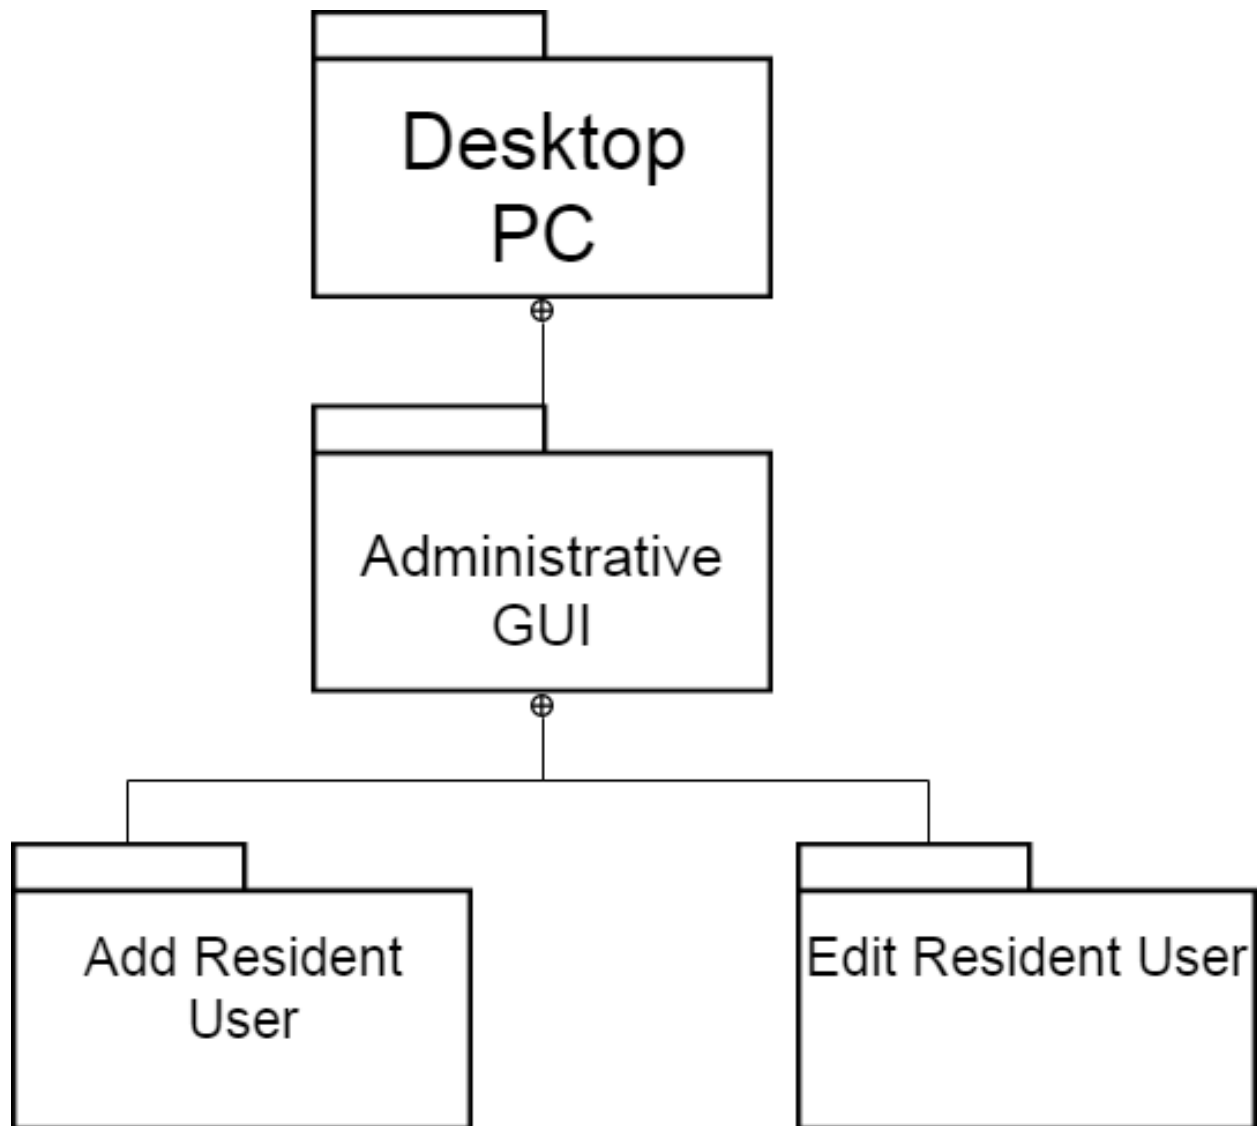 Desktop
PC
Administrative
GUI
Add Resident
User
Edit Resident User